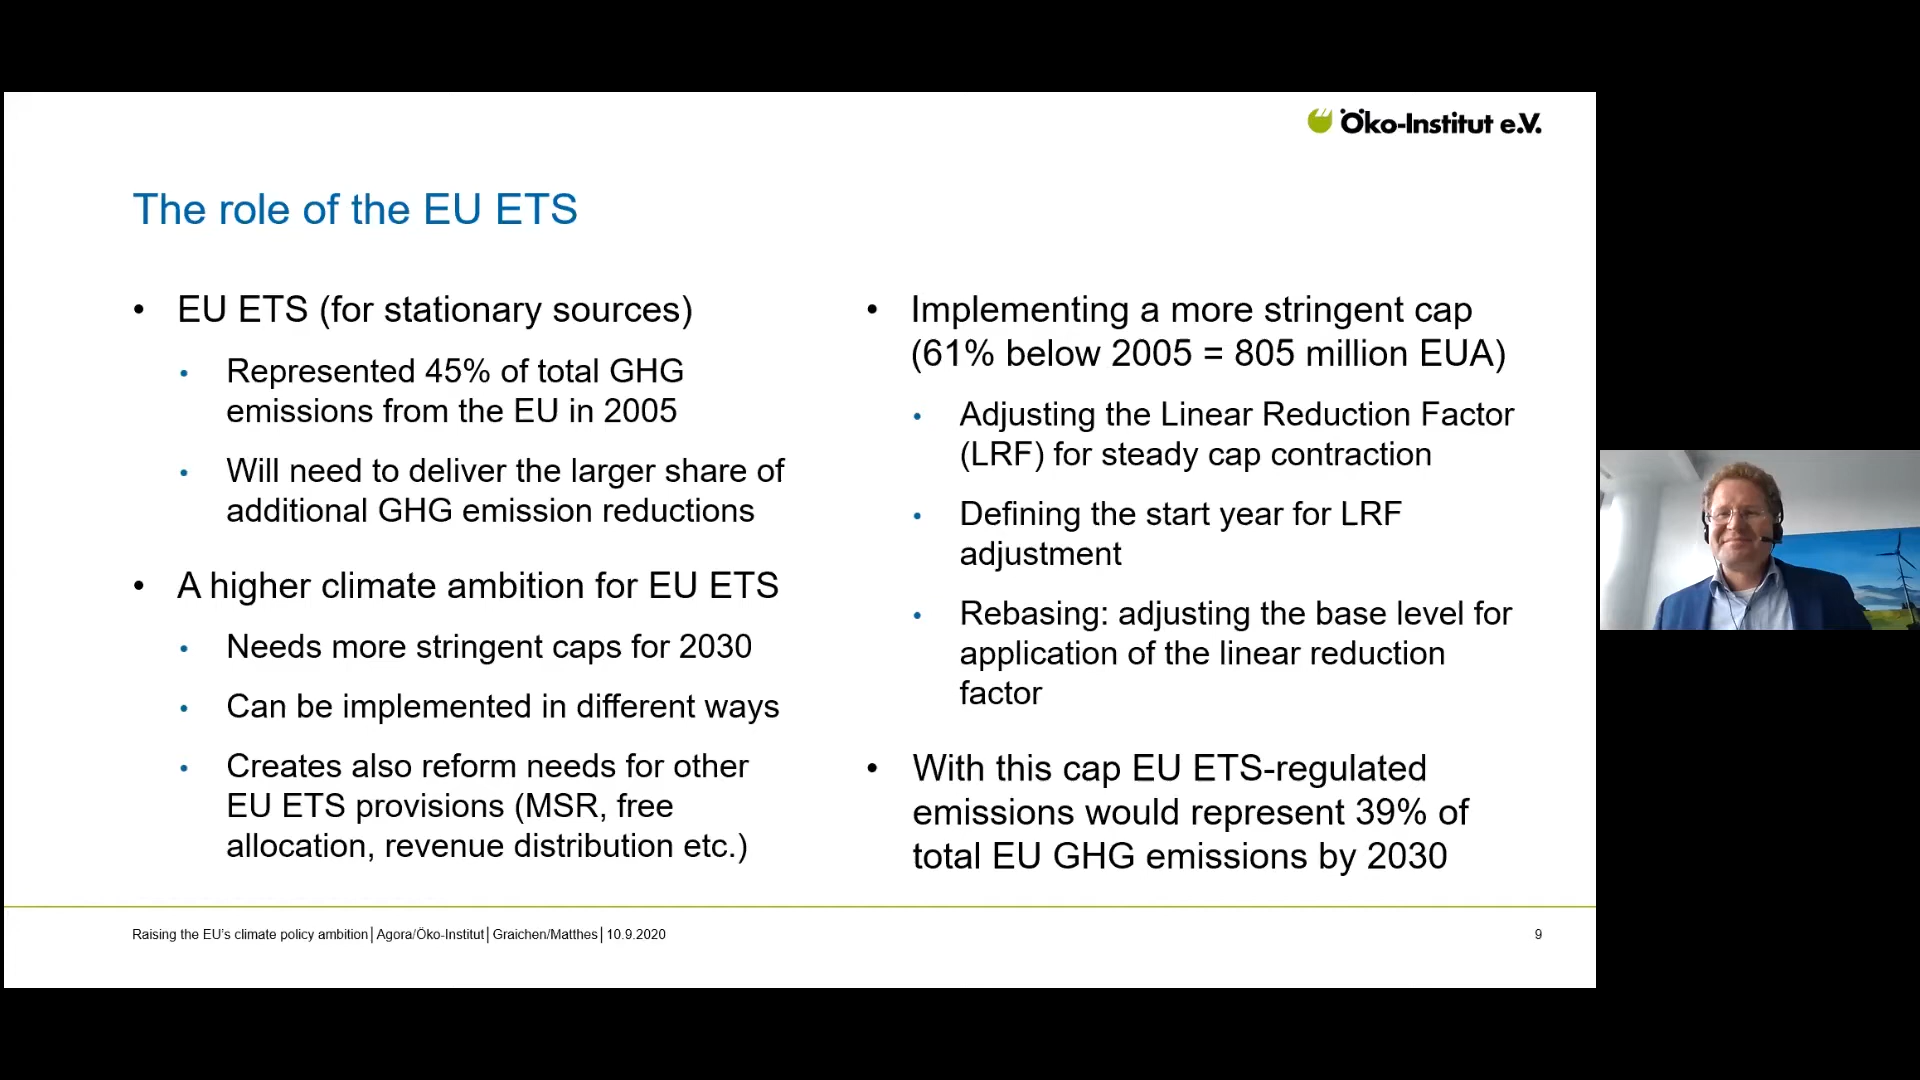 Öko-Institut e.V.
The role of the EU ETS
• EU ETS (for stationary sources)
• Represented 45% of total GHG
emissions from the EU in 2005
• Will need to deliver the larger share of
additional GHG emission reductions
• A higher climate ambition for EU ETS
• Needs more stringent caps for 2030
• Can be implemented in different ways
• Creates also reform needs for other
EU ETS provisions (MSR, free
allocation, revenue distribution etc.)
• Implementing a more stringent cap
(61% below 2005 = 805 million EUA)
• Adjusting the Linear Reduction Factor
(LRF) for steady cap contraction
• Defining the start year for LRF
adjustment
• Rebasing: adjusting the base level for
application of the linear reduction
factor
• With this cap EU ETS-regulated
emissions would represent 39% of
total EU GHG emissions by 2030
Raising the EU's climate policy ambition│Agora/Öko-Institut│Graichen/Matthes│10.9.2020
9